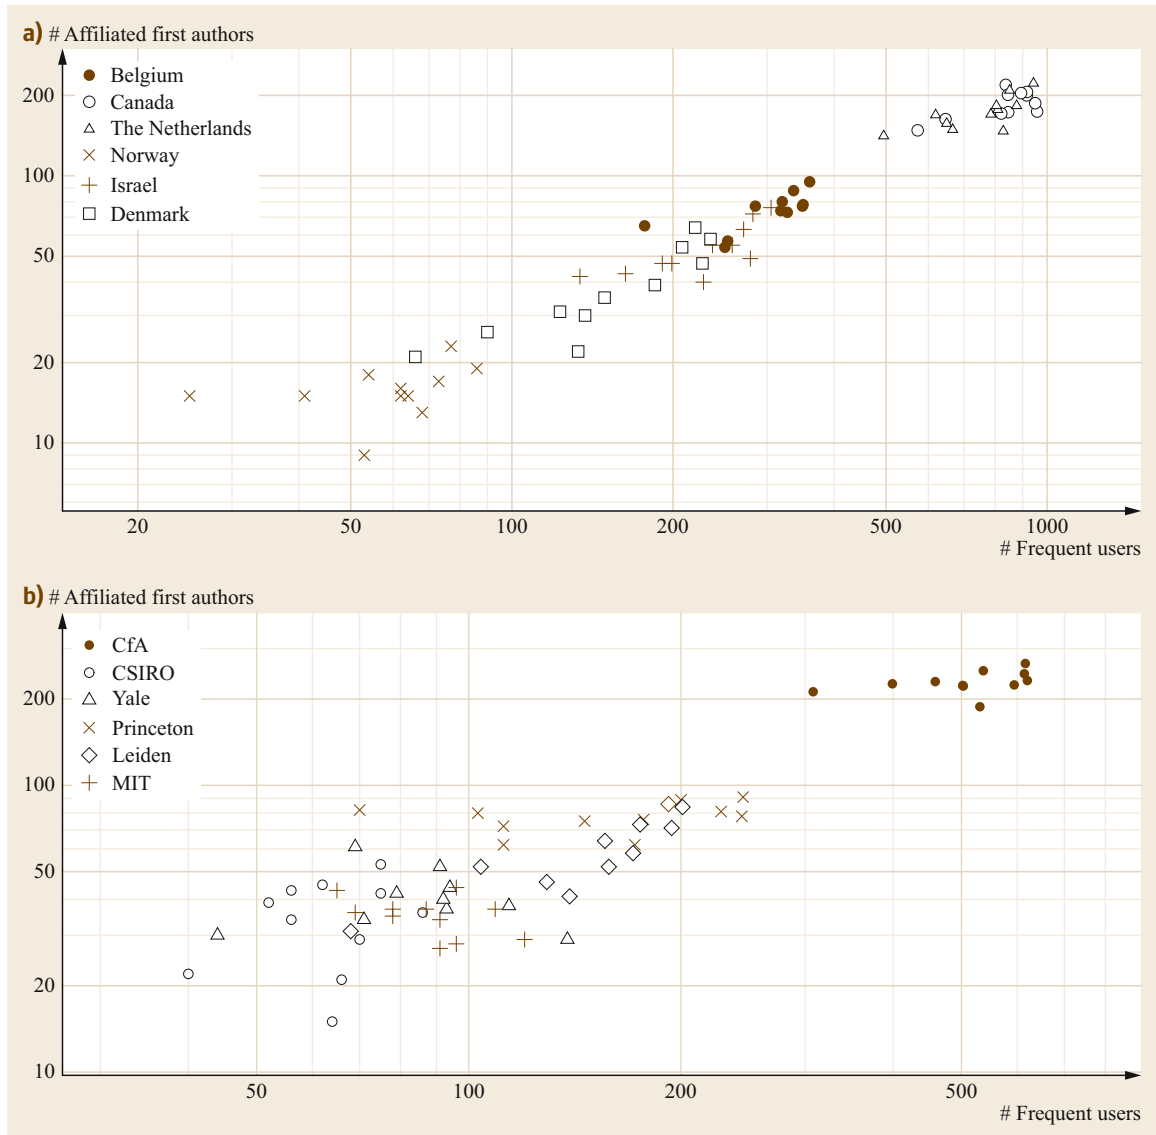 a) # Affiliated first authors
Belgium
Canada
The Netherlands
Norway
Israel
Denmark
200
100
50
20
10
20 50 100 200 500 1000
# Frequent users
b) # Affiliated first authors
CfA
CSIRO
Yale
Princeton
Leiden
MIT
200
100
50
20
10
50 100 200 500
# Frequent users